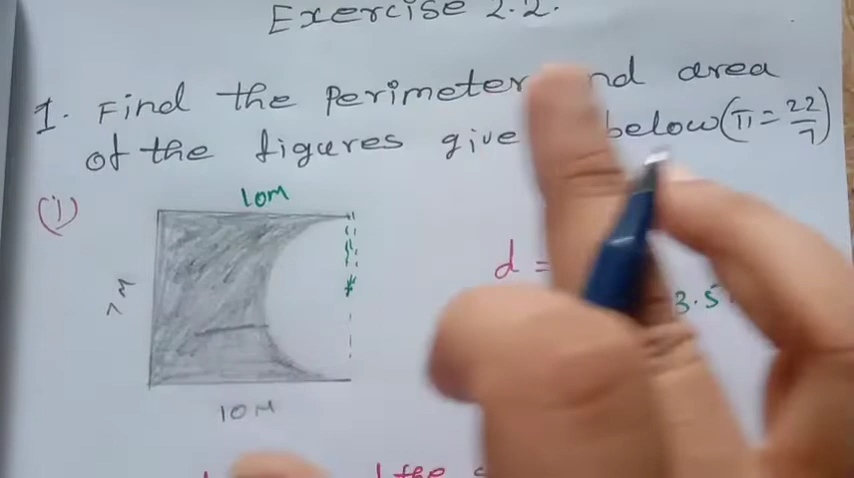 Exercise 2.2.
1. Find the Perimeter nd area
of the figures give below (π = 22/7)
(i)
10M
7M
d =
3.5
10M
the